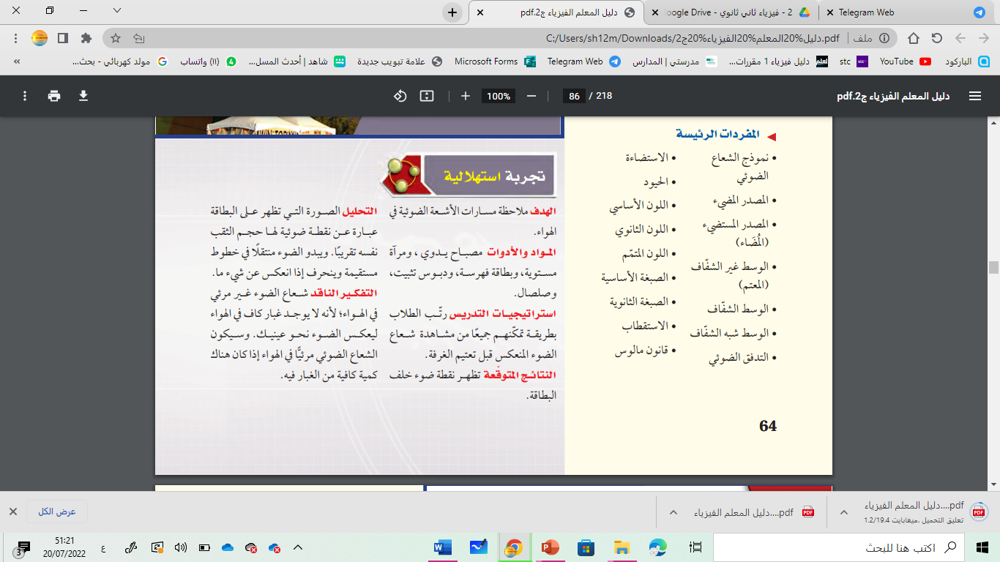 دليل المعلم الفيزياء ج2.pdf
2 - فيزياء ثاني ثانوي - Google Drive
Telegram Web
ملف
C:/Users/sh12m/Downloads/دليل%20المعلم%20الفيزياء%20ج2.pdf
الباركود
YouTube
stc
دليل فيزياء 1 مقررات...
مدرستي | المدارس
Telegram Web
Microsoft Forms
علامة تبويب جديدة
شاهد | أحدث المسل...
(١١) واتساب
مولد كهربائي - بحث...
دليل المعلم الفيزياء ج2.pdf
86 / 218
100%
المفردات الرئيسة
• نموذج الشعاع
الضوئي
• المصدر المضيء
• المصدر المستضيء
(المُضَاء)
• الوسط غير الشفّاف
(المعتم)
• الوسط الشفّاف
• الوسط شبه الشفّاف
• التدفق الضوئي
• الاستضاءة
• الحيود
• اللون الأساسي
• اللون الثانوي
• اللون المتمّم
• الصبغة الأساسية
• الصبغة الثانوية
• الاستقطاب
• قانون مالوس
64
تجربة استهلالية
الهدف ملاحظة مسارات الأشعة الضوئية في
الهواء.
المواد والأدوات مصباح يدوي ، ومرآة
مستوية، وبطاقة فهرسة، ودبوس تثبيت،
وصلصال.
استراتيجيات التدريس رتّب الطلاب
بطريقة تمكّنهم جميعًا من مشاهدة شعاع
الضوء المنعكس قبل تعتيم الغرفة.
النتائج المتوقّعة تظهر نقطة ضوء خلف
البطاقة.
التحليل الصورة التي تظهر على البطاقة
عبارة عن نقطة ضوئية لها حجم الثقب
نفسه تقريبًا. ويبدو الضوء منتقلًا في خطوط
مستقيمة وينحرف إذا انعكس عن شيء ما.
التفكير الناقد شعاع الضوء غير مرئي
في الهواء؛ لأنه لا يوجد غبار كاف في الهواء
ليعكس الضوء نحو عينيك. وسيكون
الشعاع الضوئي مرئيًّا في الهواء إذا كان هناك
كمية كافية من الغبار فيه.
دليل المعلم الفيزياء....pdf
تعليق التحميل .ميغابايت 1.2/19.4
دليل المعلم الفيزياء....pdf
عرض الكل
اكتب هنا للبحث
ع
51:21
20/07/2022
3